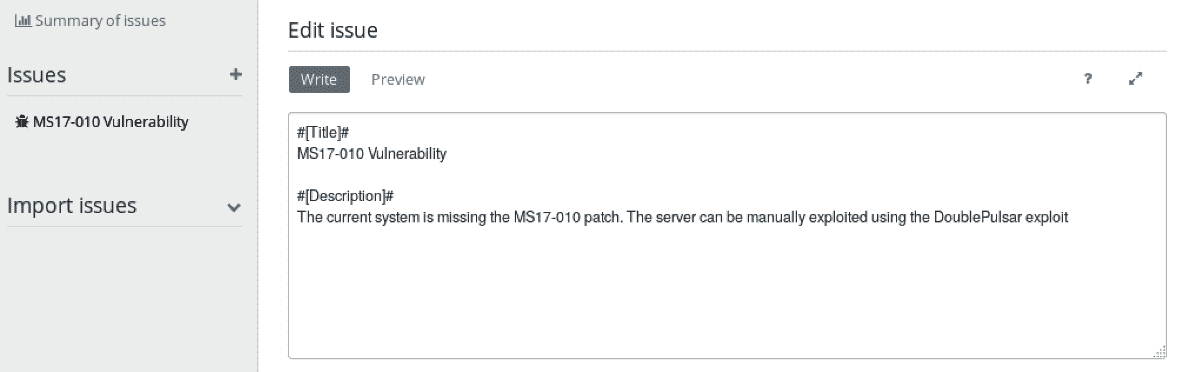 Summary of issues
Issues +
MS17-010 Vulnerability
Import issues
Edit issue
Write Preview ?
#[Title]#
MS17-010 Vulnerability
#[Description]#
The current system is missing the MS17-010 patch. The server can be manually exploited using the DoublePulsar exploit